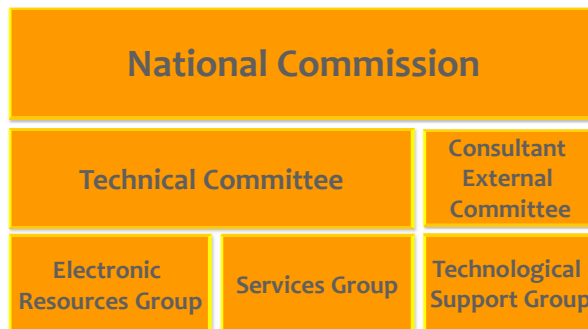 National Commission
Technical Committee
Consultant
External
Committee
Electronic
Resources Group
Services Group
Technological
Support Group